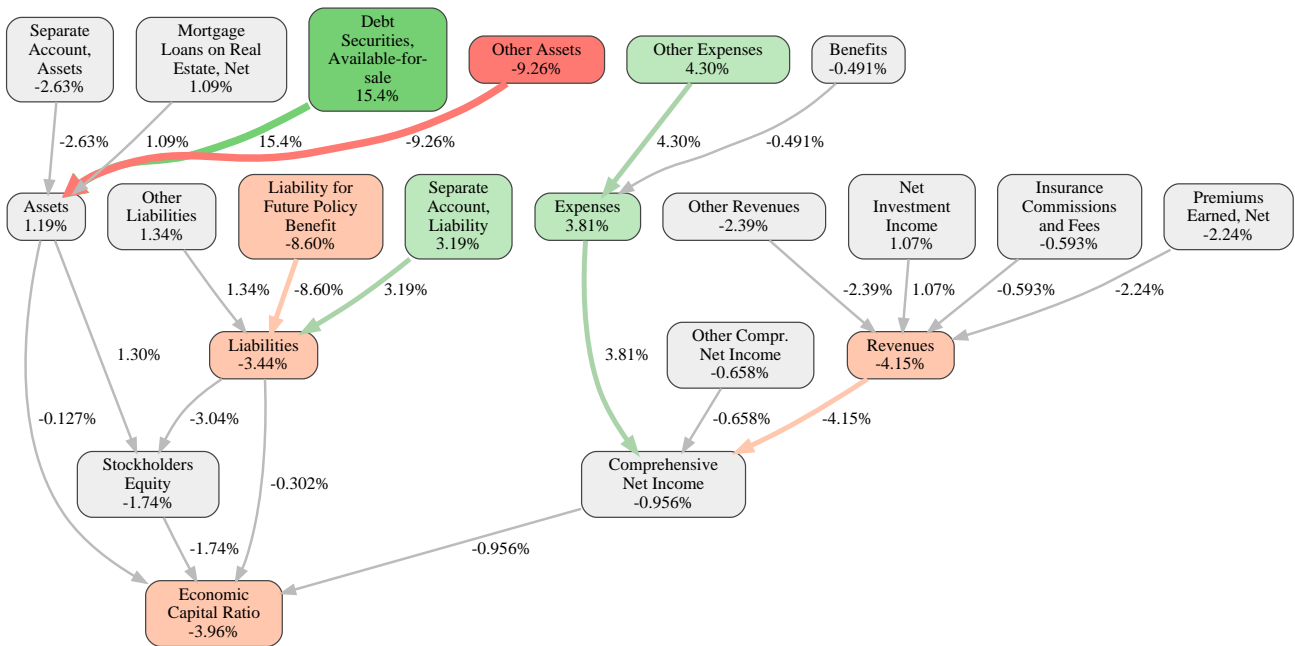 Separate
Account,
Assets
-2.63%
Mortgage
Loans on Real
Estate, Net
1.09%
Debt
Securities,
Available-for-
sale
15.4%
Other Assets
-9.26%
Other Expenses
4.30%
Benefits
-0.491%
-2.63%
1.09%
15.4%
-9.26%
4.30%
-0.491%
Assets
1.19%
Other
Liabilities
1.34%
Liability for
Future Policy
Benefit
-8.60%
Separate
Account,
Liability
3.19%
Expenses
3.81%
Other Revenues
-2.39%
Net
Investment
Income
1.07%
Insurance
Commissions
and Fees
-0.593%
Premiums
Earned, Net
-2.24%
1.34%
-8.60%
3.19%
-2.39%
1.07%
-0.593%
-2.24%
1.30%
Liabilities
-3.44%
3.81%
Other Compr.
Net Income
-0.658%
Revenues
-4.15%
-0.127%
-3.04%
-0.658%
-4.15%
Stockholders
Equity
-1.74%
-0.302%
Comprehensive
Net Income
-0.956%
-1.74%
-0.956%
Economic
Capital Ratio
-3.96%